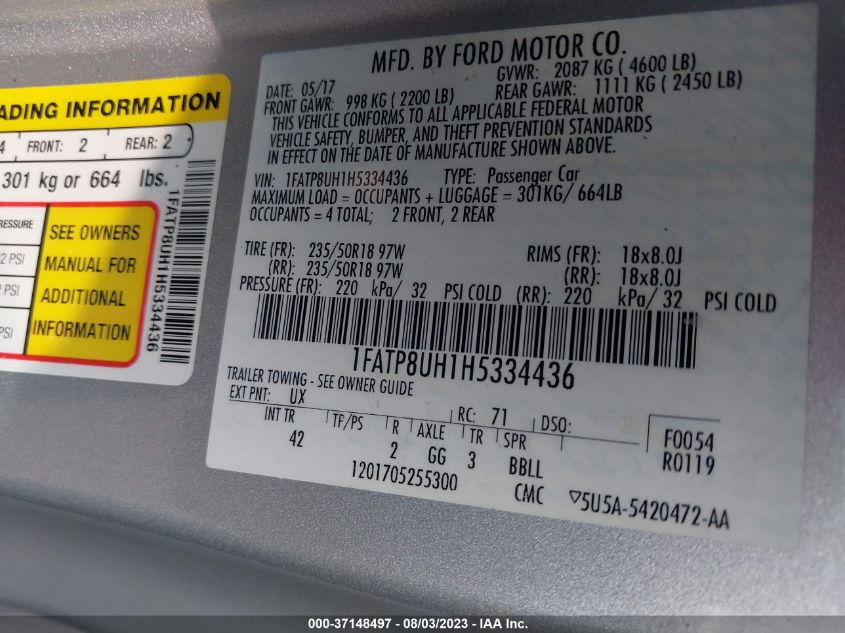 ADING INFORMATION
4 FRONT: 2 REAR: 2
301 kg or 664 lbs.
RESSURE
2 PSI
PSI
PSI
SEE OWNERS
MANUAL FOR
ADDITIONAL
INFORMATION
1FATP8UH1H5334436
MFD. BY FORD MOTOR CO.
DATE: 05/17 GVWR: 2087 KG ( 4600 LB)
FRONT GAWR: 998 KG ( 2200 LB) REAR GAWR: 1111 KG ( 2450 LB)
THIS VEHICLE CONFORMS TO ALL APPLICABLE FEDERAL MOTOR
VEHICLE SAFETY, BUMPER, AND THEFT PREVENTION STANDARDS
IN EFFECT ON THE DATE OF MANUFACTURE SHOWN ABOVE.
VIN: 1FATP8UH1H5334436 TYPE: Passenger Car
MAXIMUM LOAD = OCCUPANTS + LUGGAGE = 301KG/ 664LB
OCCUPANTS = 4 TOTAL; 2 FRONT, 2 REAR
TIRE (FR): 235/50R18 97W RIMS (FR): 18x8.0J
(RR): 235/50R18 97W (RR): 18x8.0J
PRESSURE (FR): 220 kPa/ 32 PSI COLD (RR): 220 kPa/ 32 PSI COLD
1FATP8UH1H5334436
TRAILER TOWING - SEE OWNER GUIDE
EXT PNT: UX RC: 71 DSO:
INT TR TP/PS R AXLE TR SPR
42 2 GG 3 BBLL
F0054
R0119
1201705255300 CMC ▽5U5A-5420472-AA
000-37148497 - 08/03/2023 - IAA Inc.